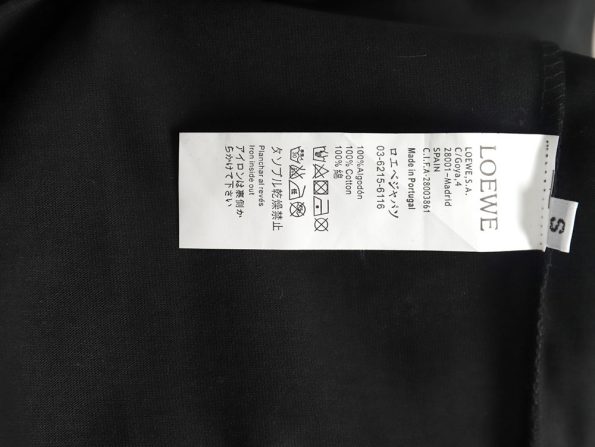 LOEWE
LOEWE,S.A.
C/Goya,4
28001-Madrid
SPAIN
C.I.F.A-28003861
Made in Portugal
ロエベジャパン
03-6215-6116
100%Algodón
100% Cotton
100% 綿
タンブル乾燥禁止
Planchar al revés
Iron inside out
アイロンは裏側か
らかけて下さい
S